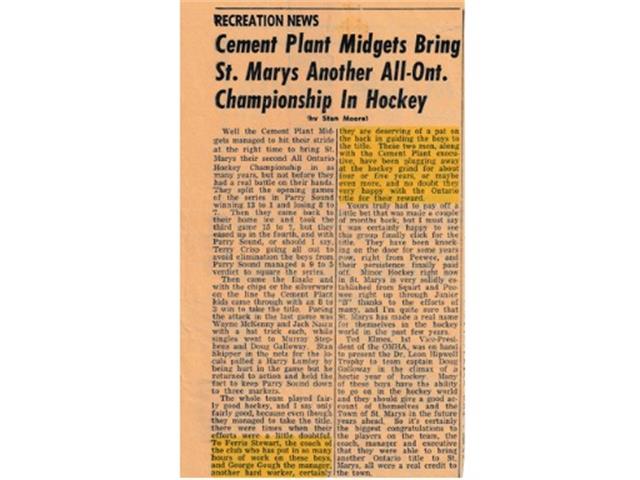 RECREATION NEWS
Cement Plant Midgets Bring
St. Marys Another All-Ont.
Championship In Hockey
(by Stan Moore)
Well the Cement Plant Mid-
gets managed to hit their stride
at the right time to bring St.
Marys their second All Ontario
Hockey Championship in as
many years, but not before they
had a real battle on their hands.
They split the opening games
of the series in Parry Sound
winning 13 to 1 and losing 8 to
7. Then they came back to
their home ice and took the
third game 15 to 7, but they
eased up in the fourth, and with
Parry Sound, or should I say,
Terry Crisp going all out to
avoid elimination the boys from
Parry Sound managed a 9 to 5
verdict to square the series.
Then came the finale and
with the chips or the silverware
on the line the Cement Plant
kids came through with an 8 to
3 win to take the title. Pacing
the attack in the last game was
Wayne McKenny and Jack Nairn
with a hat trick each, while
singles went to Murray Step-
hens and Doug Galloway. Stan
Skipper in the nets for the lo-
cals pulled a Harry Lumley by
being hurt in the game but he
returned to action and held the
fact to keep Parry Sound down
to three markers.
The whole team played fair-
ly good hockey, and I say only
fairly good, because even though
they managed to take the title,
there were times when their
efforts were a little doubtful.
To Ferris Stewart, the coach of
the club who has put in so many
hours of work on these boys,
and George Gough the manager,
another hard worker, certainly
they are deserving of a pat on
the back in guiding the boys to
the title. These two men, along
with the Cement Plant execu-
tive, have been plugging away
at the hockey grind for about
four or five years, or maybe
even more, and no doubt they
very happy with the Ontario
title for their reward.
Yours truly had to pay off a
little bet that was made a couple
of months back, but I must say
I was certainly happy to see
this group finally click for the
title. They have been knock-
ing on the door for some years
now, right from Peewee, and
their persistence finally paid
off. Minor Hockey right now
in St. Marys is very solidly es-
tablished from Squirt and Pee-
wee right up through Junior
"B" thanks to the efforts of
many, and I'm quite sure that
St. Marys has made a real name
for themselves in the hockey
world in the past few years.
Ted Elmes, 1st Vice-Presi-
dent of the OMHA, was on hand
to present the Dr. Leon Hipwell
Trophy to team captain Doug
Galloway in the climax of a
hectic year of hockey. Many
of these boys have the ability
to go on in the hockey world
and they should give a good ac-
count of themselves and the
Town of St. Marys in the future
years ahead. So it's certainly
the biggest congratulations to
the players on the team, the
coach, manager and executive
that they were able to bring
another Ontario title to St.
Marys, all were a real credit to
the town.